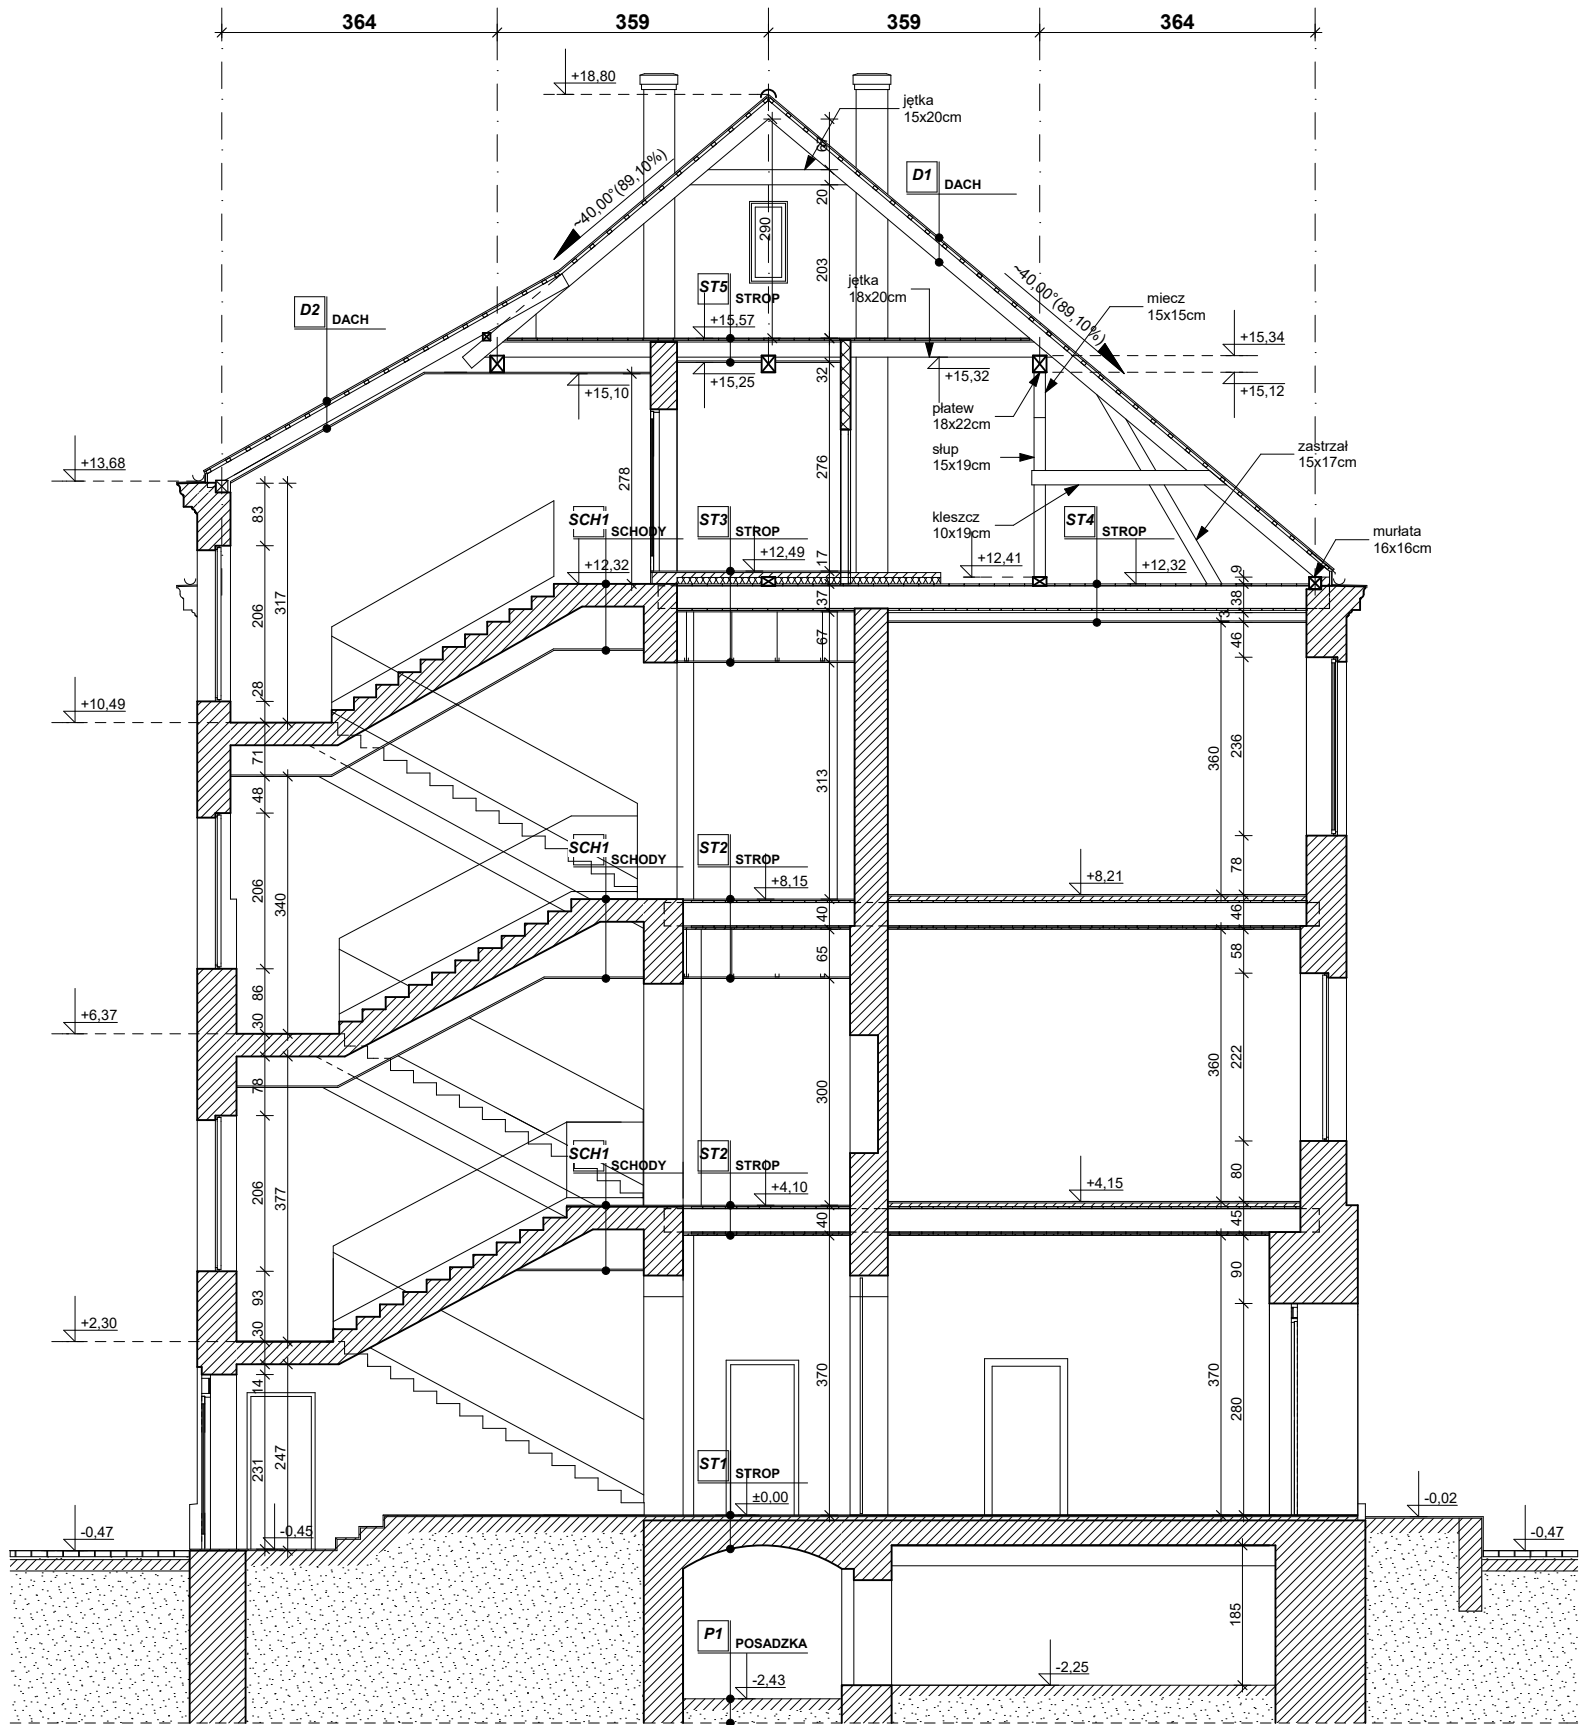 364
359
359
364
+18,80
jętka
15x20cm
~40,00°(89,10%)
D1 DACH
20
290
203
jętka
18x20cm
~40,00°(89,10%)
miecz
15x15cm
ST5 STROP
D2 DACH
+15,57
+15,34
+15,10
+15,25
32
+15,32
+15,12
płatew
18x22cm
słup
15x19cm
zastrzał
15x17cm
+13,68
278
276
kleszcz
10x19cm
83
SCH1 SCHODY
ST3 STROP
ST4 STROP
murłata
16x16cm
+12,32
+12,49
17
+12,41
+12,32
9
206
317
37
38
13
67
46
28
+10,49
71
48
313
360
236
SCH1 SCHODY
ST2 STROP
78
+8,15
+8,21
206
340
40
46
65
58
86
30
+6,37
78
300
360
222
SCH1 SCHODY
ST2 STROP
80
+4,10
+4,15
206
377
40
45
90
93
30
+2,30
14
370
370
280
231
247
ST1 STROP
±0,00
-0,02
-0,47
-0,45
-0,47
185
P1 POSADZKA
-2,43
-2,25